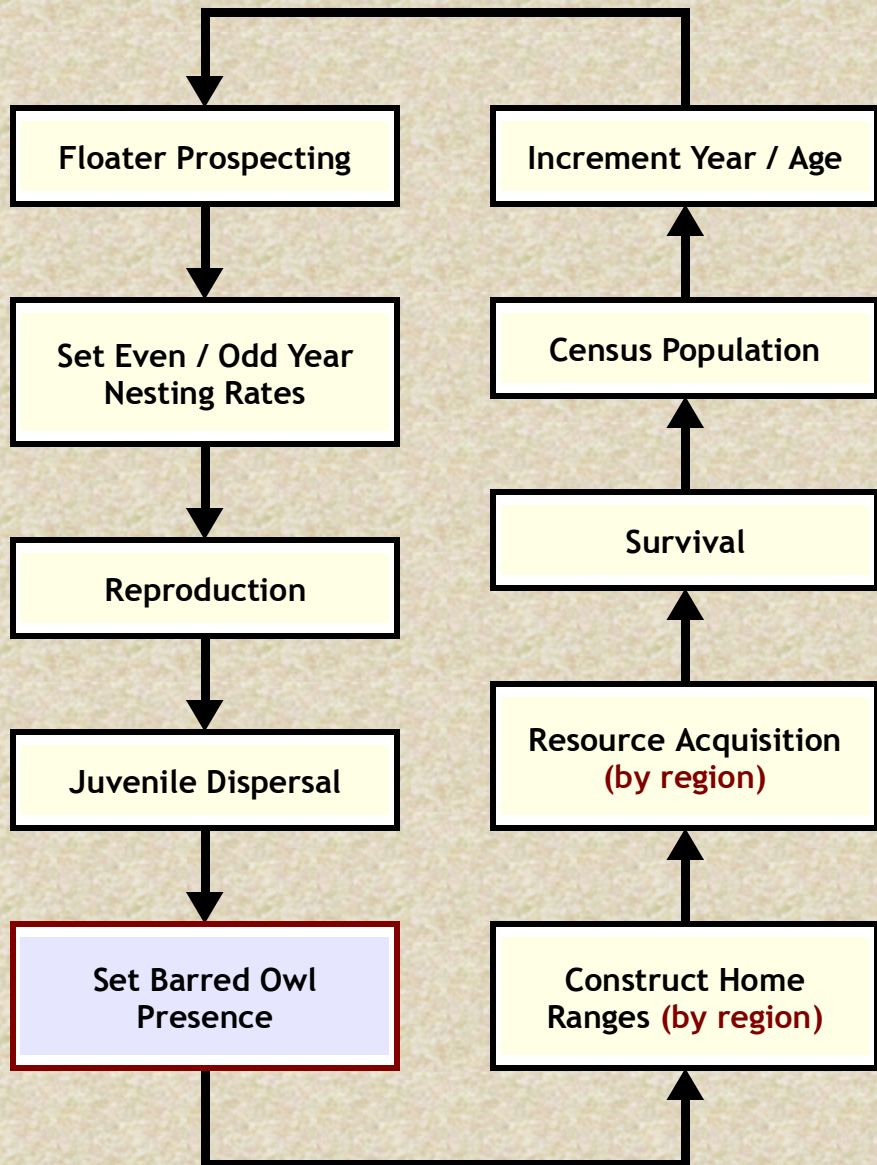 Floater Prospecting
Set Even / Odd Year
Nesting Rates
Reproduction
Juvenile Dispersal
Set Barred Owl
Presence
Increment Year / Age
Census Population
Survival
Resource Acquisition
(by region)
Construct Home
Ranges (by region)